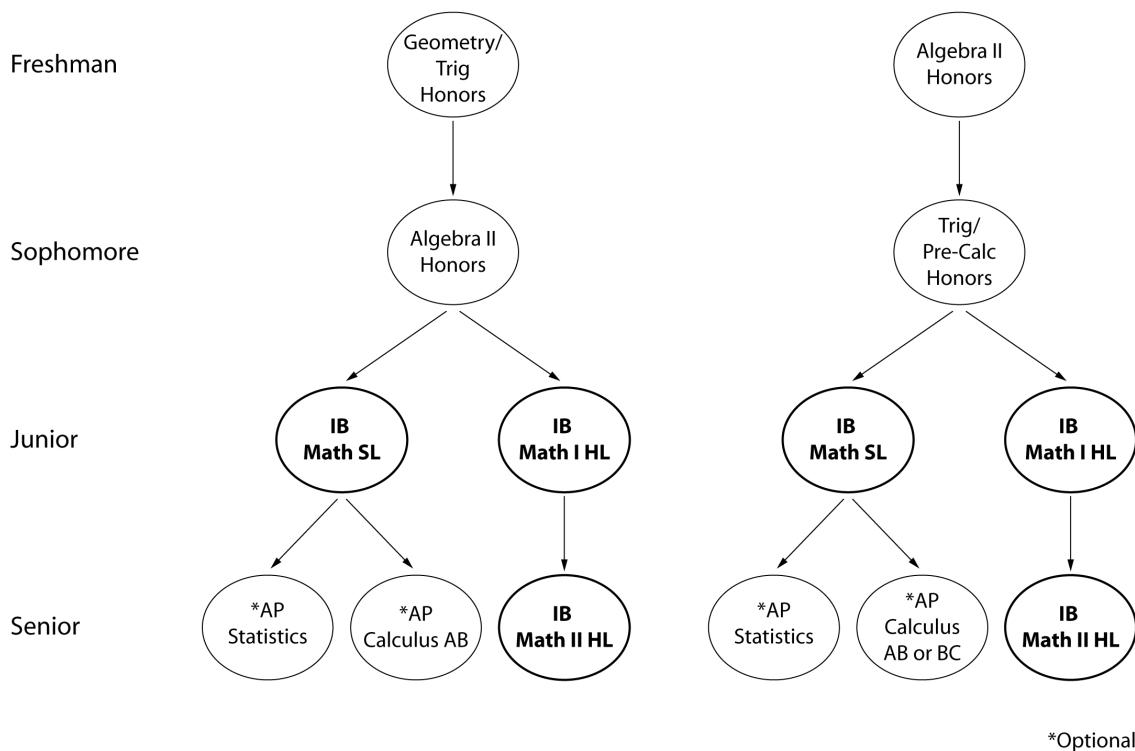 Freshman
Geometry/
Trig
Honors
Algebra II
Honors
Sophomore
Algebra II
Honors
Trig/
Pre-Calc
Honors
Junior
IB
Math SL
IB
Math I HL
IB
Math SL
IB
Math I HL
Senior
*AP
Statistics
*AP
Calculus AB
IB
Math II HL
*AP
Statistics
*AP
Calculus
AB or BC
IB
Math II HL
*Optional